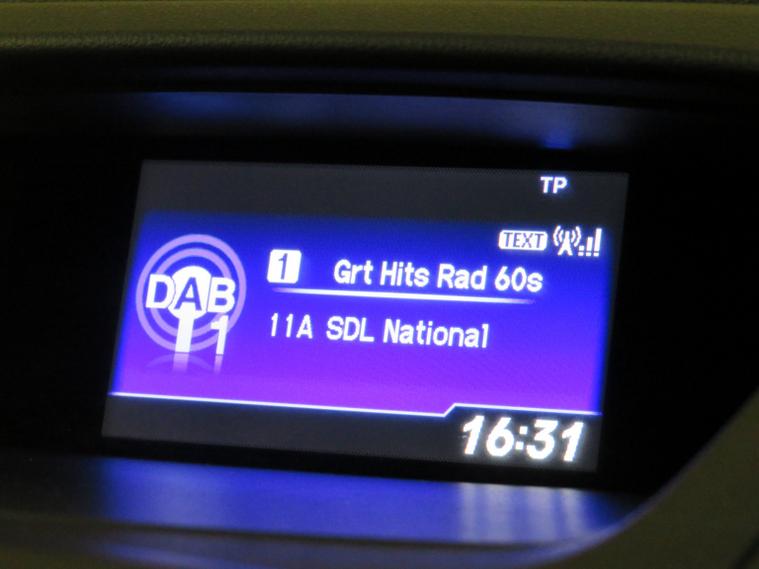 TP
TEXT
1 Grt Hits Rad 60s
DAB
1
11A SDL National
16:31